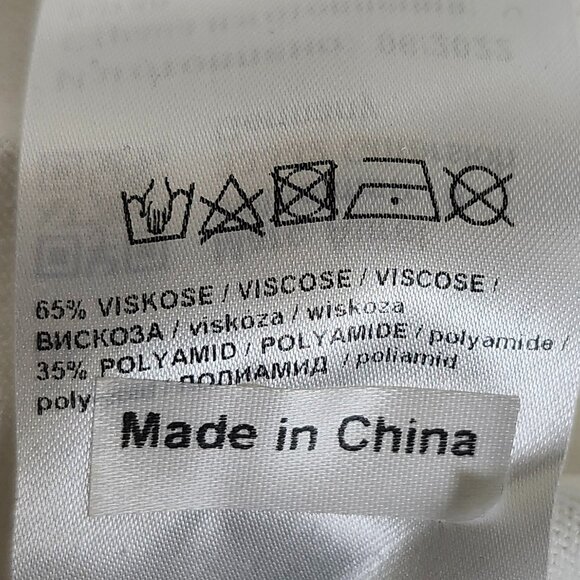 65% VISKOSE / VISCOSE / VISCOSE /
ВИСКОЗА / viskoza / wiskoza
35% POLYAMID / POLYAMIDE / polyamide /
ПОЛИАМИД / poliamid
Made in China